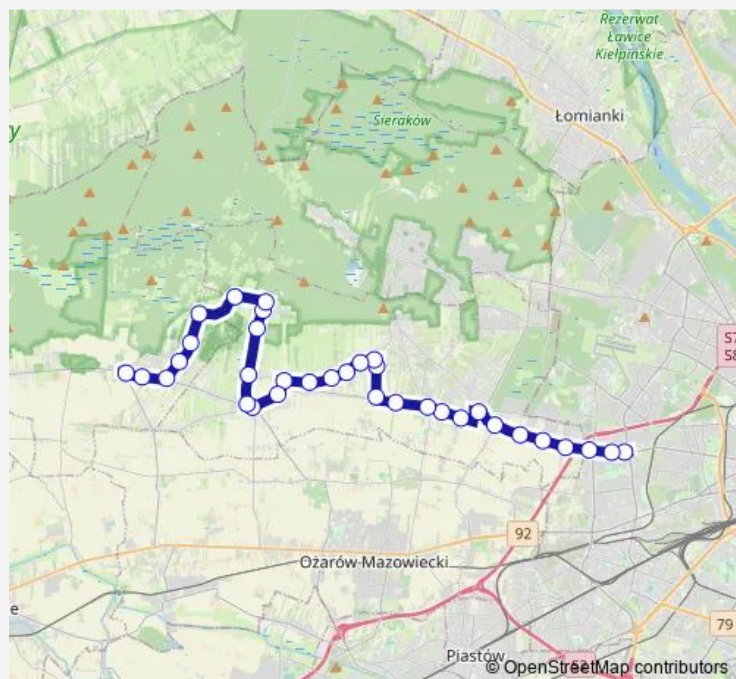 Rezerwat
Ławice
Kiełpińskie
Łomianki
Sieraków
y
S7
S8
92
Ożarów Mazowiecki
e
79
Piastów
© OpenStreetMap contributors